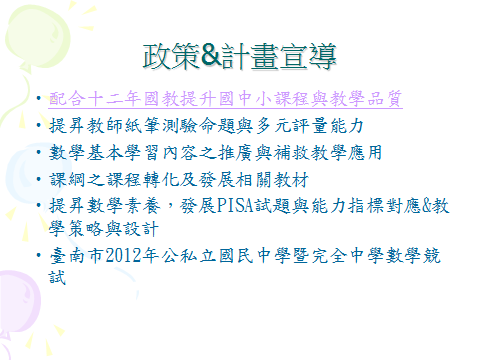 政策&計畫宣導
•配合十二年國教提升國中小課程與教學品質
•提昇教師紙筆測驗命題與多元評量能力
•數學基本學習內容之推廣與補救教學應用
•課綱之課程轉化及發展相關教材
•提昇數學素養，發展PISA試題與能力指標對應&教
學策略與設計
•臺南市2012年公私立國民中學暨完全中學數學競
試